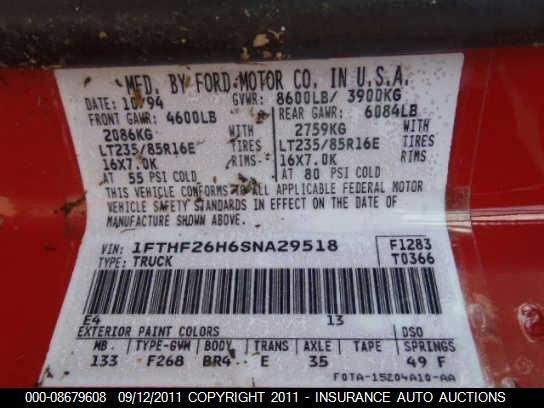 MFD. BY FORD MOTOR CO. IN U.S.A.
DATE: 10/94 GVWR: 8600LB/ 3900KG
FRONT GAWR: 4600LB REAR GAWR: 6084LB
2086KG WITH 2759KG WITH
LT235/85R16E TIRES LT235/85R16E TIRES
16X7.0K RIMS 16X7.0K RIMS
AT 55 PSI COLD AT 80 PSI COLD
THIS VEHICLE CONFORMS TO ALL APPLICABLE FEDERAL MOTOR
VEHICLE SAFETY STANDARDS IN EFFECT ON THE DATE OF
MANUFACTURE SHOWN ABOVE.
VIN: 1FTHF26H6SNA29518 F1283
TYPE: TRUCK T0366
E4 13
EXTERIOR PAINT COLORS DSO
MB. TYPE-GVW BODY TRANS AXLE TAPE SPRINGS
133 F268 BR4 E 35 49 F
F0TA-15204A10-AA
000-08679608 09/12/2011 COPYRIGHT 2011 - INSURANCE AUTO AUCTIONS